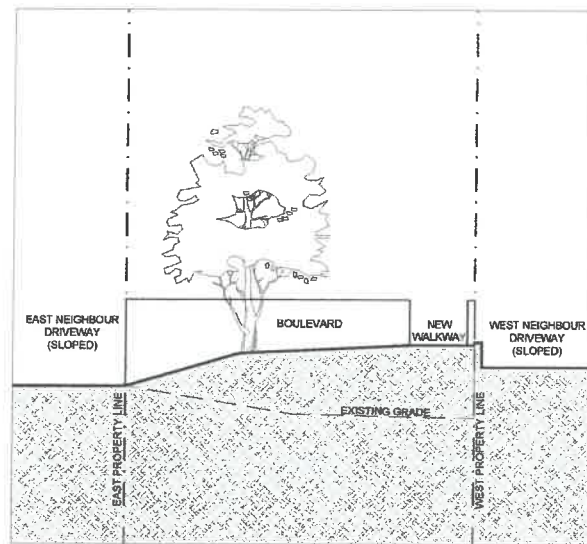 EAST NEIGHBOUR
DRIVEWAY
(SLOPED)
BOULEVARD
NEW
WALKWAY
WEST NEIGHBOUR
DRIVEWAY
(SLOPED)
EXISTING GRADE
EAST PROPERTY LINE
WEST PROPERTY LINE